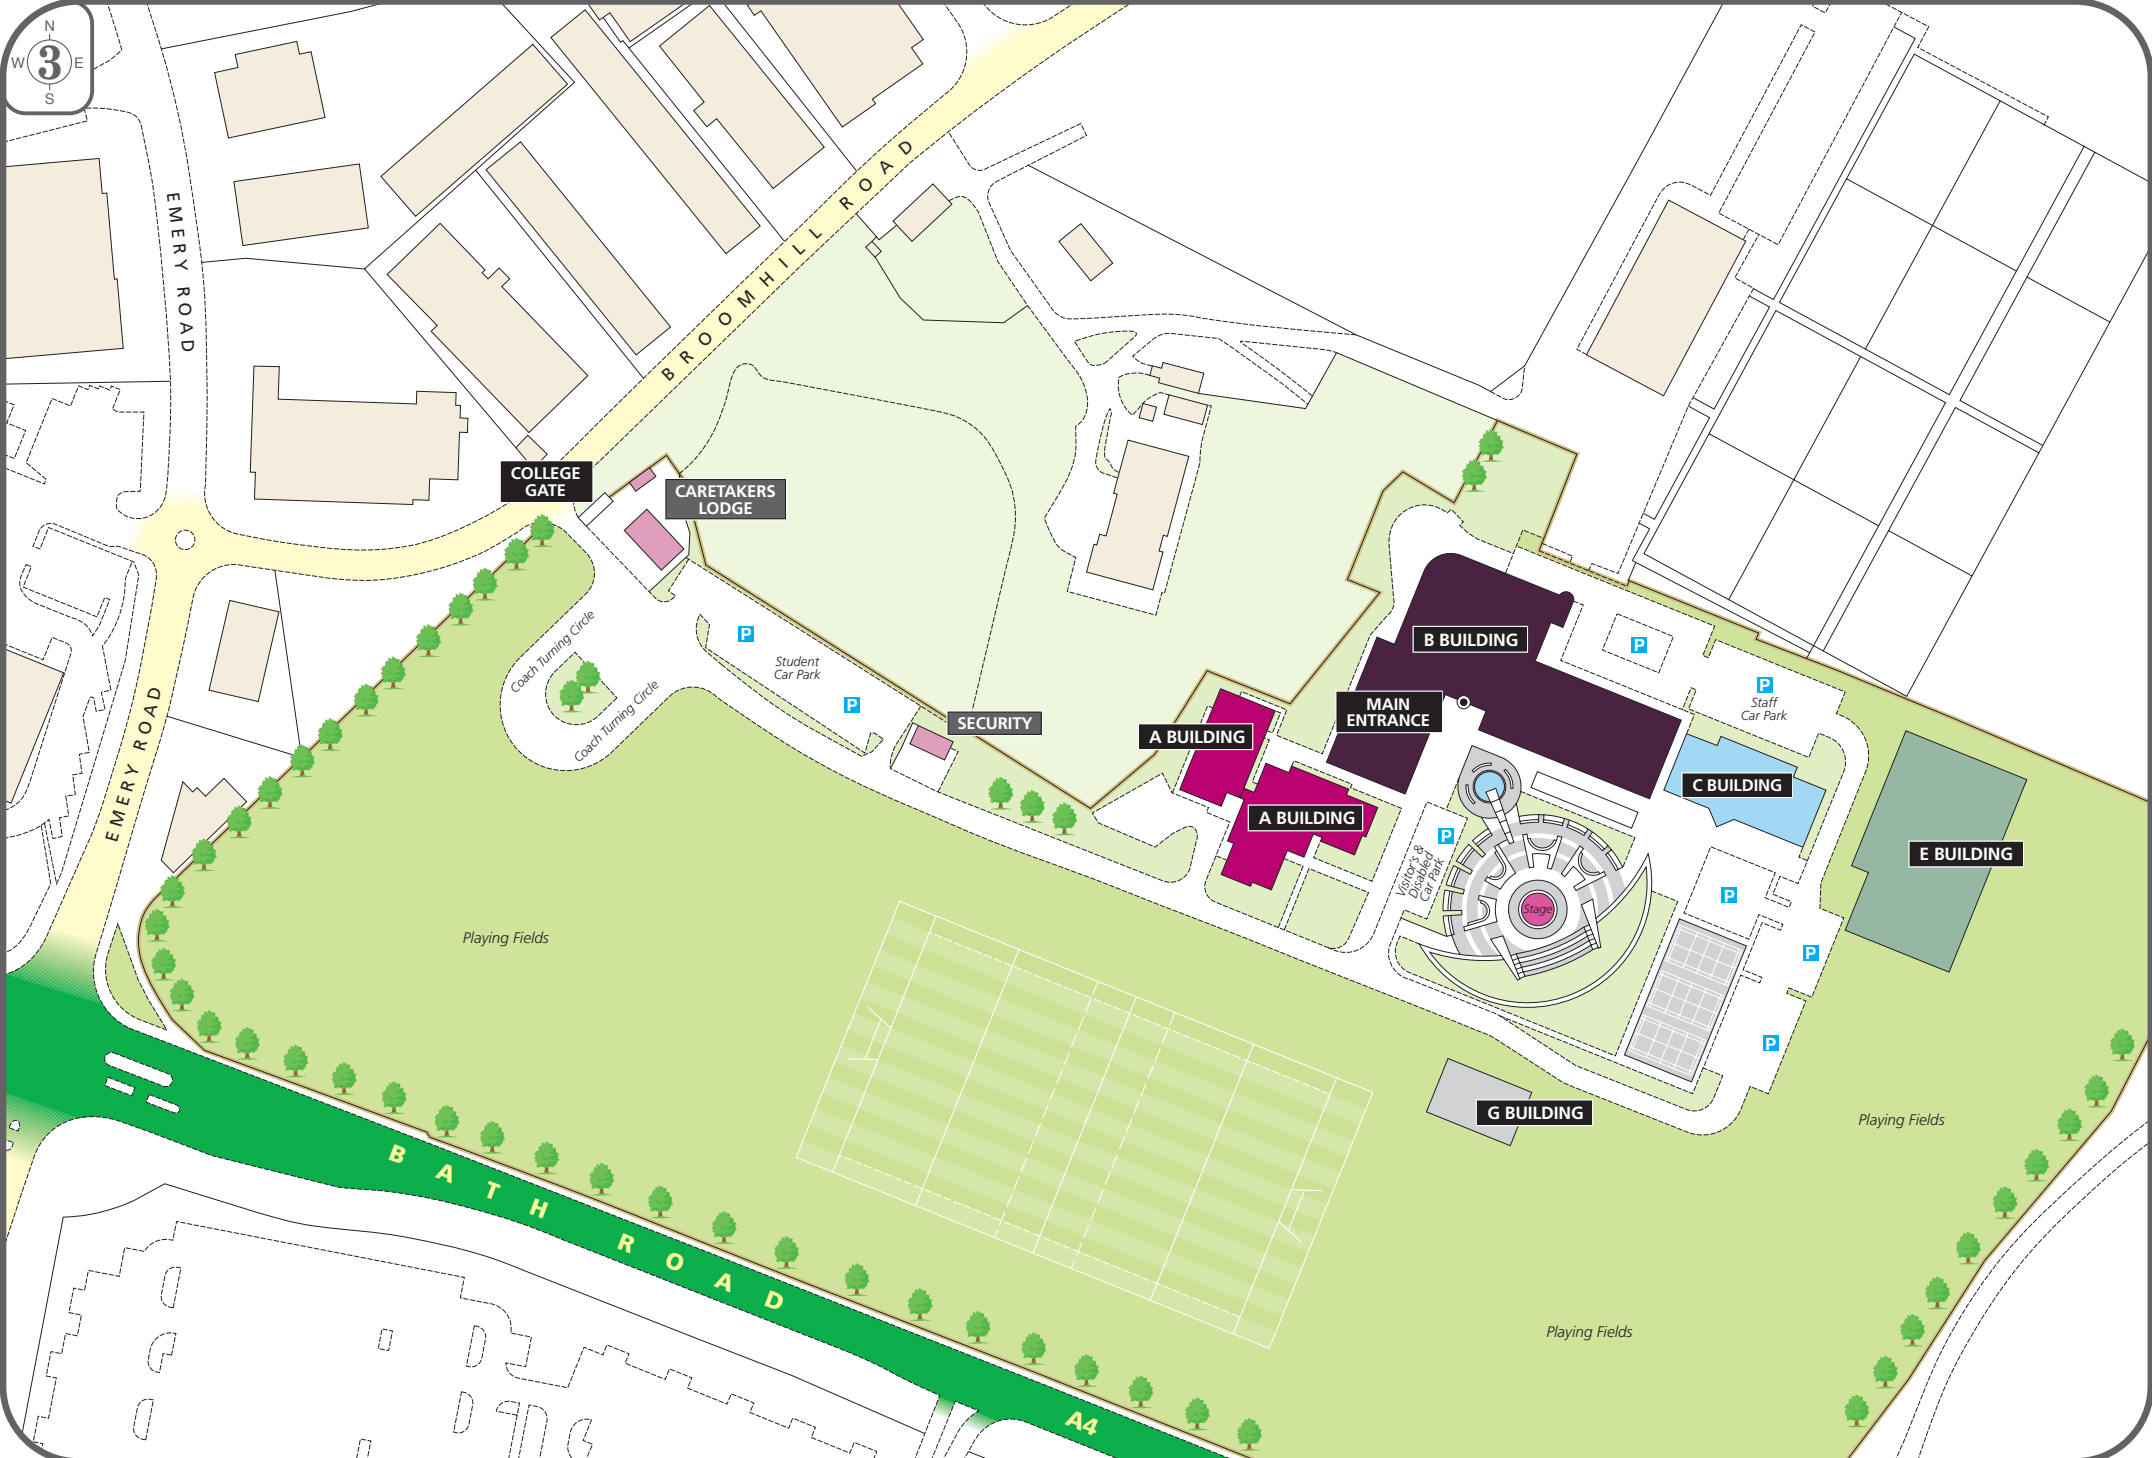 N
W 3 E
S
EMERY ROAD
BROOMHILL ROAD
COLLEGE
GATE
CARETAKERS
LODGE
Coach Turning Circle
Coach Turning Circle
P
Student
Car Park
P
SECURITY
EMERY ROAD
B BUILDING
P
P
Staff
Car Park
MAIN
ENTRANCE
A BUILDING
A BUILDING
C BUILDING
E BUILDING
P
Visitor's &
Disabled
Car Park
Stage
P
P
P
Playing Fields
G BUILDING
Playing Fields
Playing Fields
BATH ROAD
A4